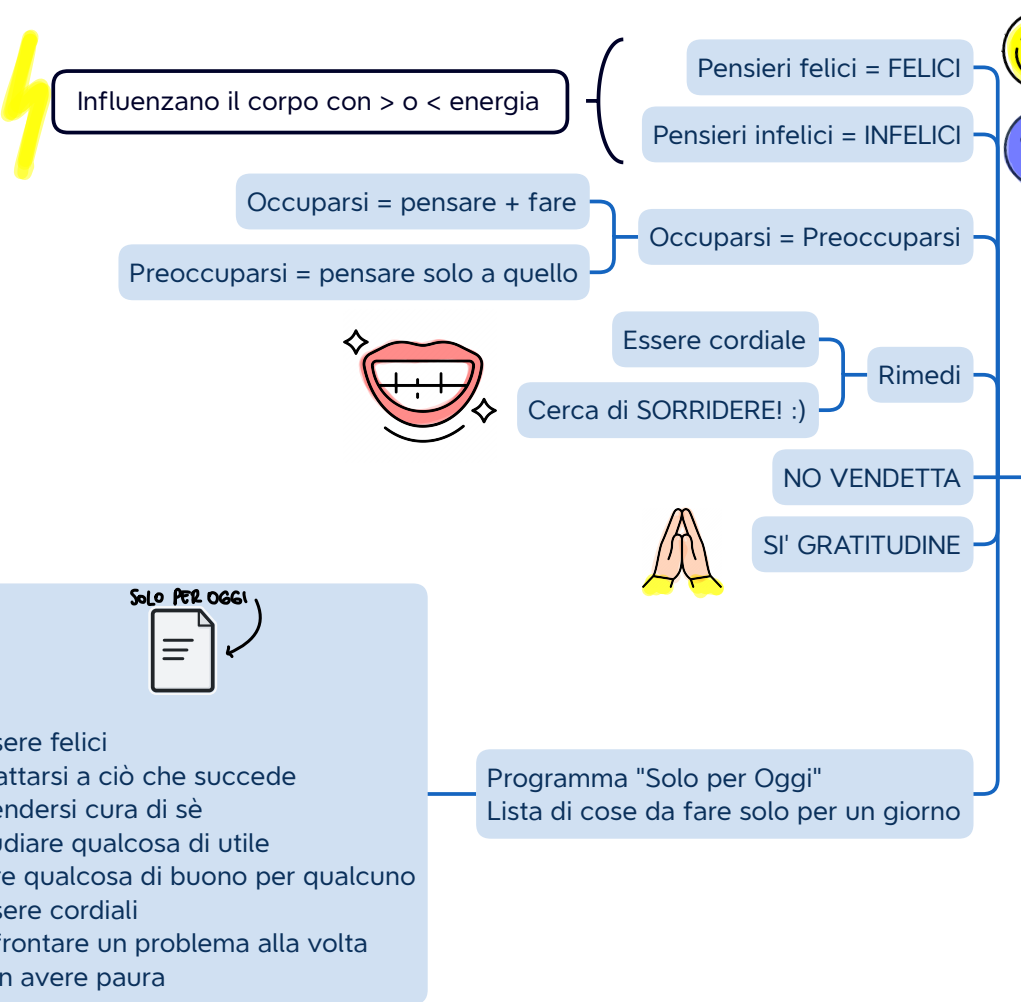 Pensieri felici = FELICI
Influenzano il corpo con > o < energia
Pensieri infelici = INFELICI
Occuparsi = pensare + fare
Occuparsi = Preoccuparsi
Preoccuparsi = pensare solo a quello
Essere cordiale
Rimedi
Cerca di SORRIDERE! :)
NO VENDETTA
SI' GRATITUDINE
SOLO PER OGGI
Programma "Solo per Oggi"
Lista di cose da fare solo per un giorno
sere felici
attarsi a ciò che succede
endersi cura di sè
udiare qualcosa di utile
re qualcosa di buono per qualcuno
sere cordiali
frontare un problema alla volta
n avere paura